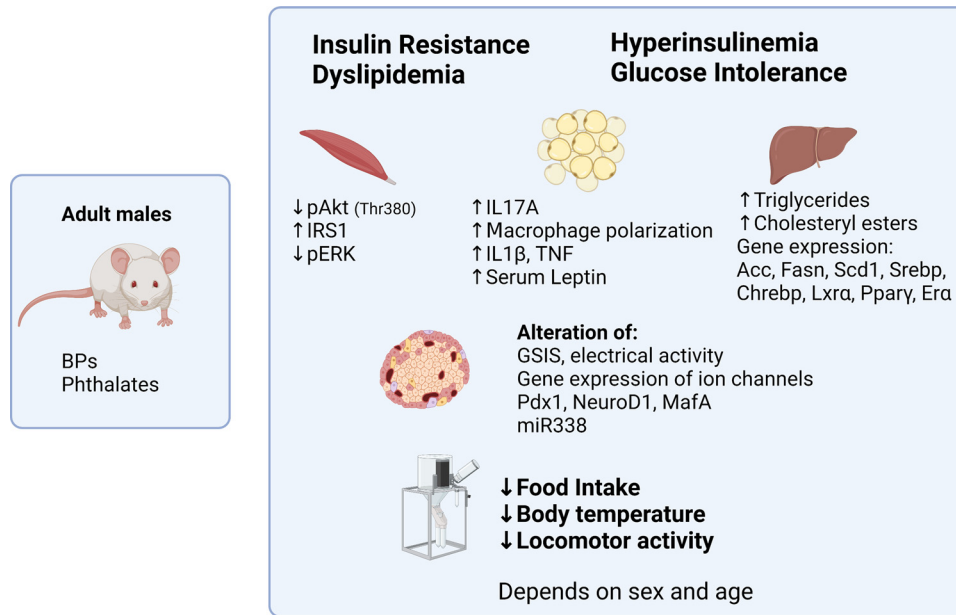 Insulin Resistance
Dyslipidemia
Hyperinsulinemia
Glucose Intolerance
Adult males
BPs
Phthalates
↓pAkt (Thr380)
↑IRS1
↓pERK
↑IL17A
↑Macrophage polarization
↑IL1β, TNF
↑Serum Leptin
↑Triglycerides
↑Cholesteryl esters
Gene expression:
Acc, Fasn, Scd1, Srebp,
Chrebp, Lxrα, Pparγ, Erα
Alteration of:
GSIS, electrical activity
Gene expression of ion channels
Pdx1, NeuroD1, MafA
miR338
↓Food Intake
↓Body temperature
↓Locomotor activity
Depends on sex and age